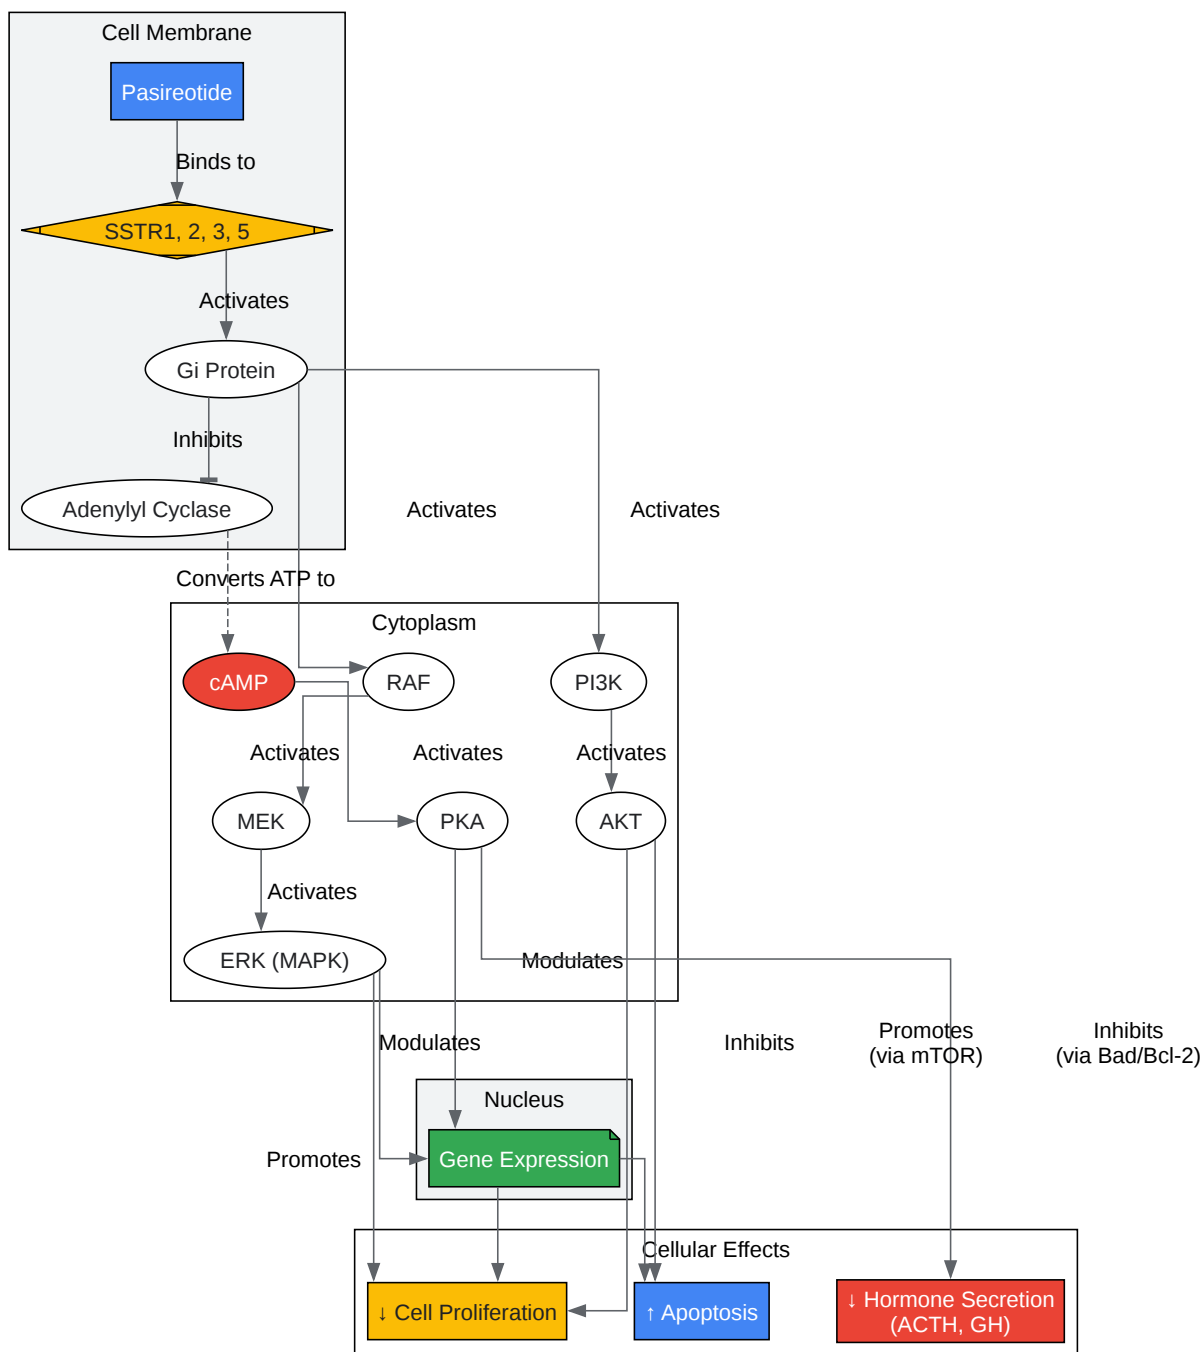 Cell Membrane
Pasireotide
Binds to
SSTR1, 2, 3, 5
Activates
Gi Protein
Inhibits
Adenylyl Cyclase
Activates
Activates
Converts ATP to
Cytoplasm
cAMP
RAF
PI3K
Activates
Activates
Activates
MEK
PKA
AKT
Activates
ERK (MAPK)
Modulates
Modulates
Inhibits
Promotes
(via mTOR)
Inhibits
(via Bad/Bcl-2)
Nucleus
Promotes
Gene Expression
Cellular Effects
↓ Cell Proliferation
↑ Apoptosis
↓ Hormone Secretion
(ACTH, GH)